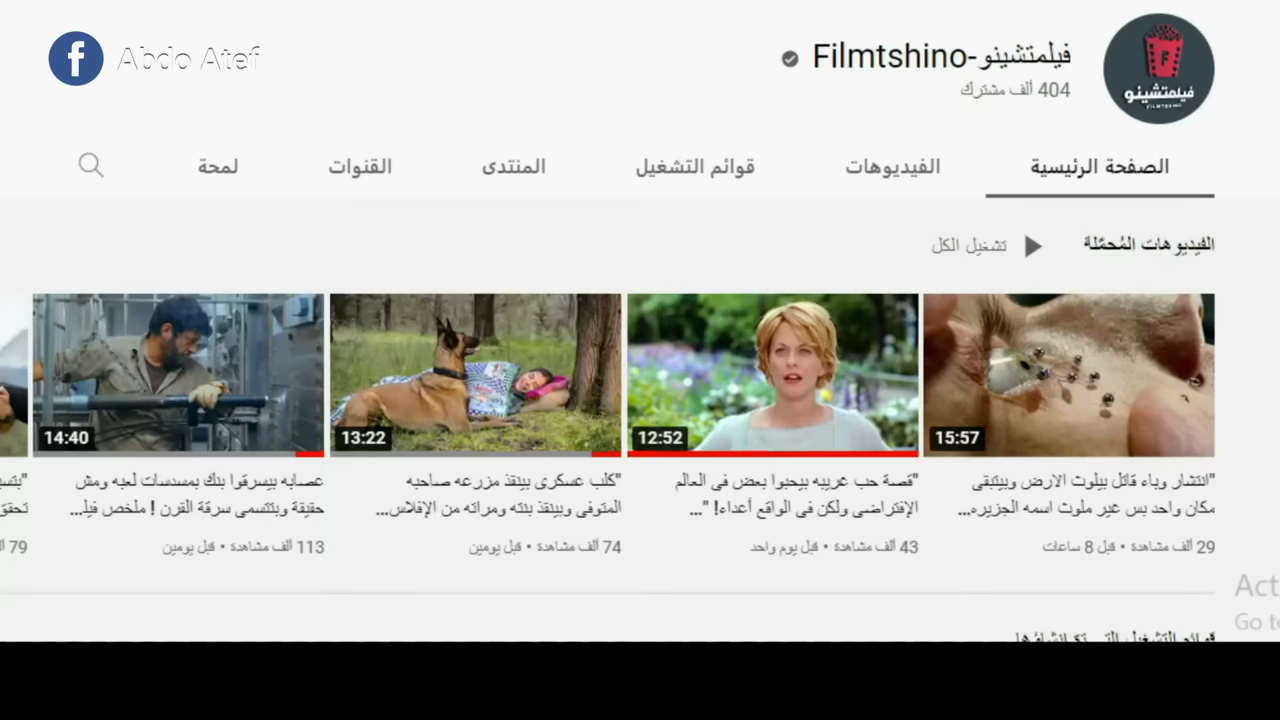 Abdo Atef
فيلمتشينو-Filmtshino
404 ألف مشترك
فيلمتشينو
الصفحة الرئيسية
الفيديوهات
قوائم التشغيل
المنتدى
القنوات
لمحة
الفيديوهات المُحمّلة
تشغيل الكل
15:57
12:52
13:22
14:40
"انتشار وباء قاتل بيلوث الارض وبيتبقى
مكان واحد بس غير ملوث اسمه الجزيره...
29 ألف مشاهدة • قبل 8 ساعات
"قصة حب غريبه بيحبوا بعض فى العالم
الإفتراضى ولكن فى الواقع أعداء! "...
43 ألف مشاهدة • قبل يوم واحد
"كلب عسكرى بينقذ مزرعه صاحبه
المتوفى وبينقذ بنته ومراته من الإفلاس...
74 ألف مشاهدة • قبل يومين
عصابه بيسرقوا بنك بمسدسات لعبه ومش
حقيقة وبتتسمى سرقة القرن ! ملخص فيل...
113 ألف مشاهدة • قبل يومين
79
Act
Go to